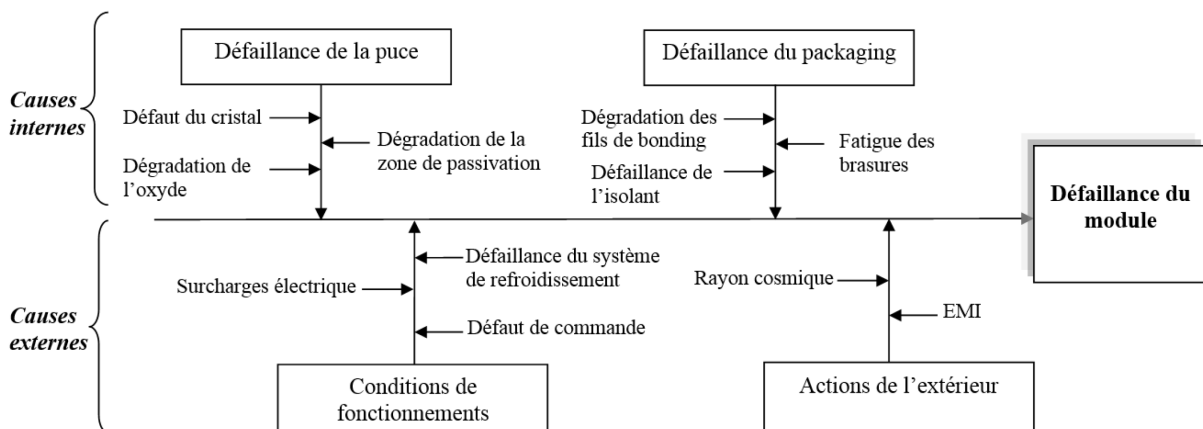 Défaillance de la puce
Défaillance du packaging
Causes
internes
Défaut du cristal
Dégradation de la
zone de passivation
Dégradation de
l’oxyde
Dégradation des
fils de bonding
Fatigue des
brasures
Défaillance de
l’isolant
Défaillance du
module
Causes
externes
Défaillance du système
de refroidissement
Surcharges électrique
Défaut de commande
Conditions de
fonctionnements
Rayon cosmique
EMI
Actions de l’extérieur